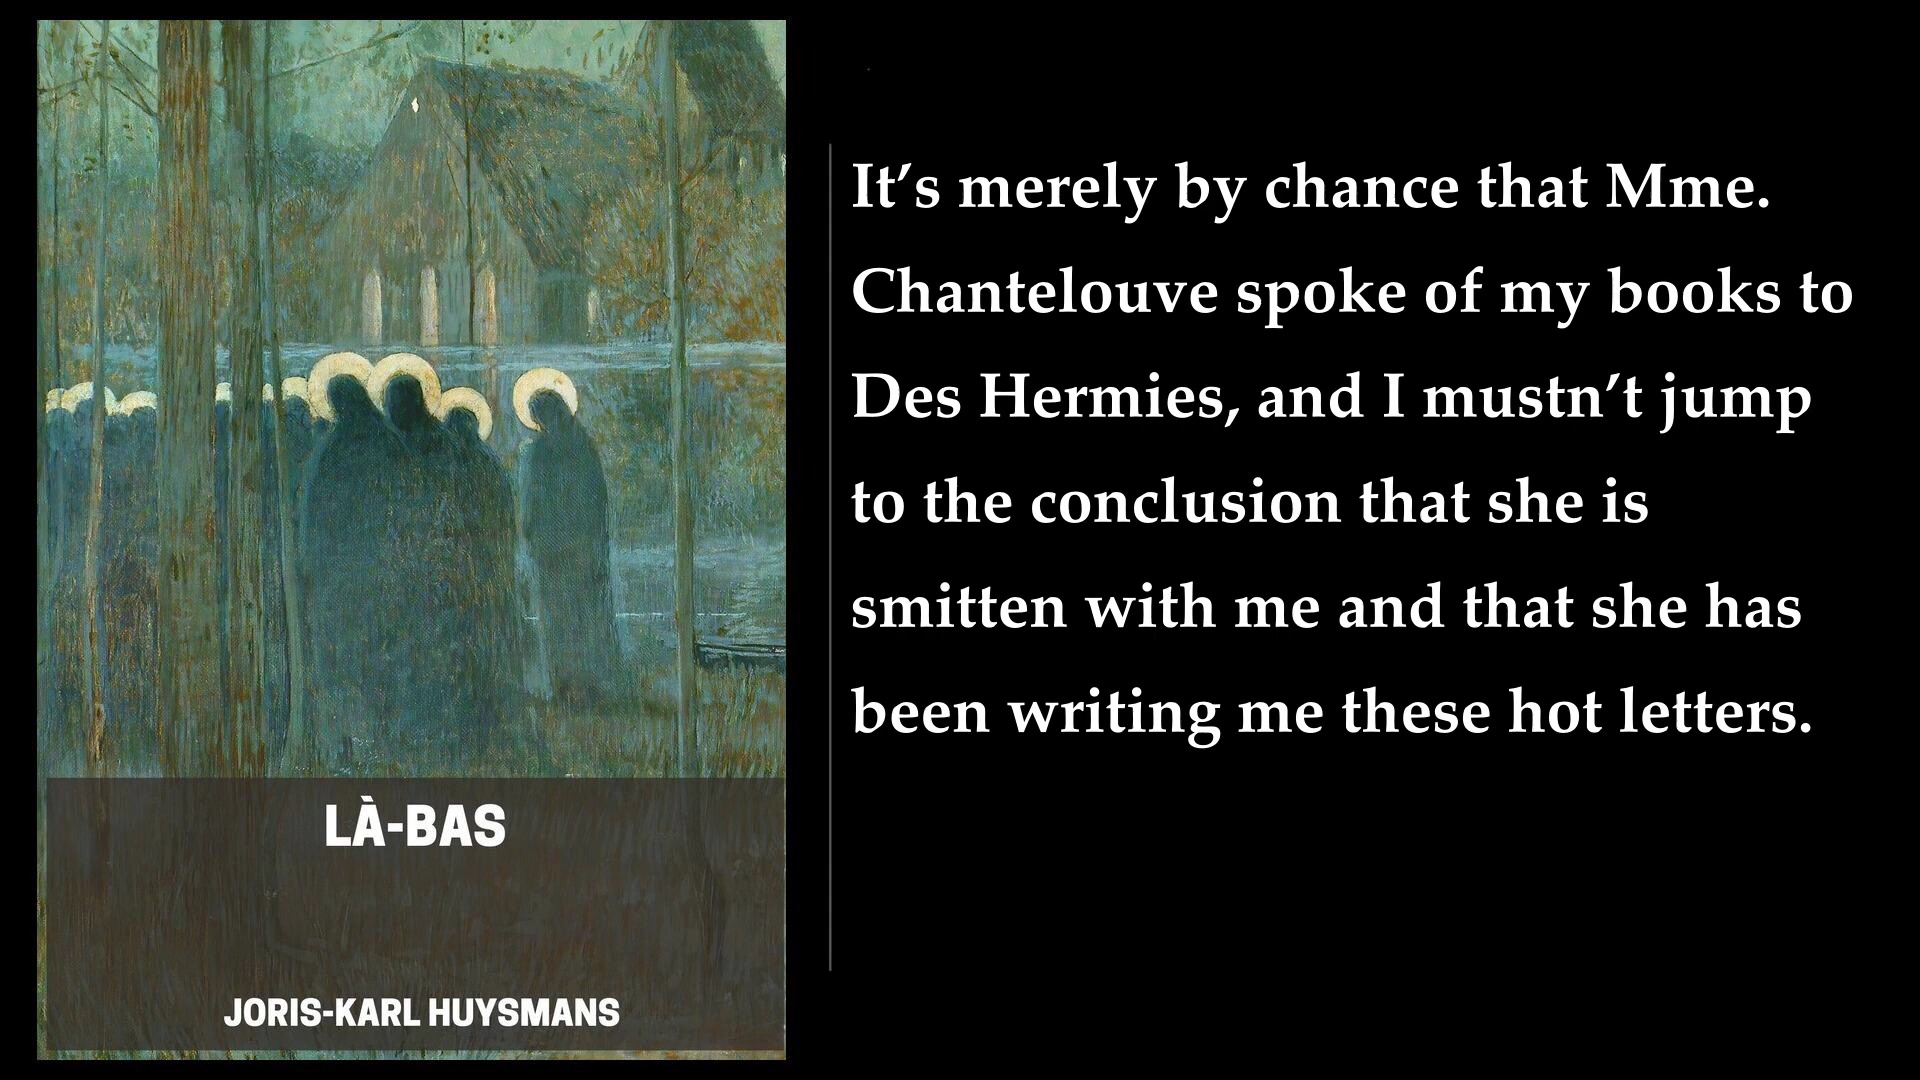 It’s merely by chance that Mme.
Chantelouve spoke of my books to
Des Hermies, and I mustn’t jump
to the conclusion that she is
smitten with me and that she has
been writing me these hot letters.
LÀ-BAS
JORIS-KARL HUYSMANS